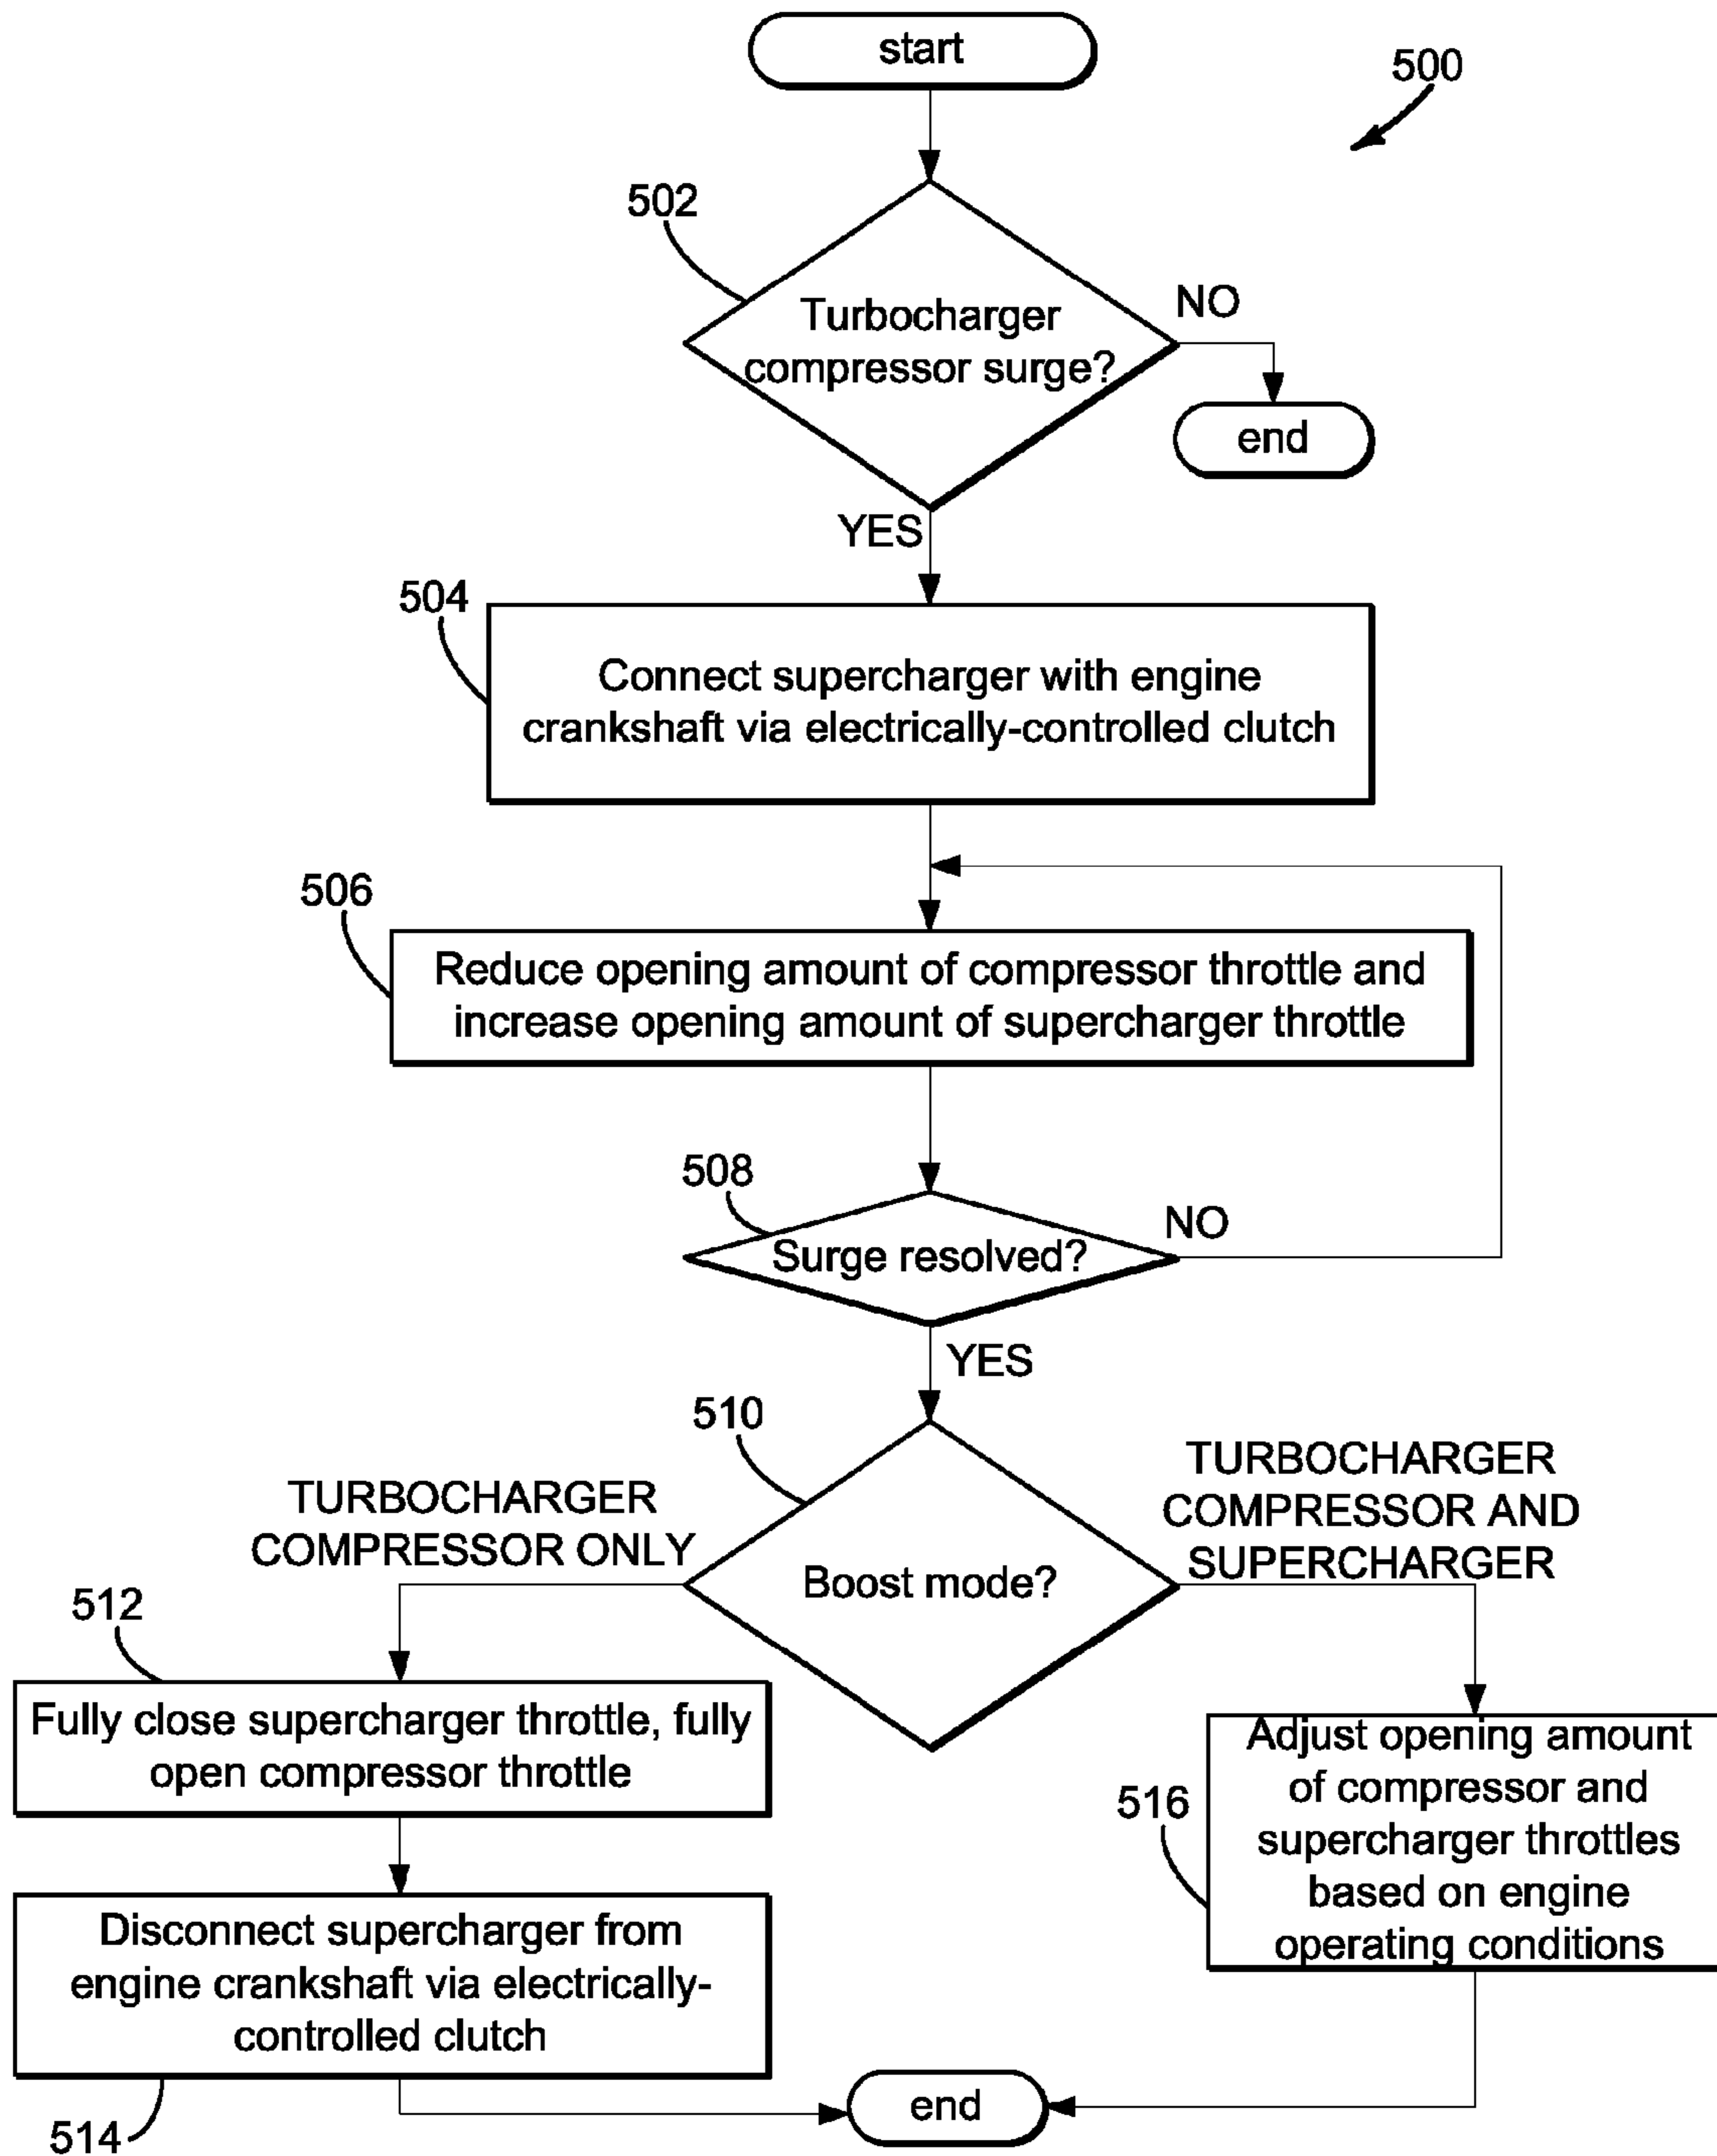 start
500
502
Turbocharger
compressor surge?
NO
end
YES
504
Connect supercharger with engine
crankshaft via electrically-controlled clutch
506
Reduce opening amount of compressor throttle and
increase opening amount of supercharger throttle
508
Surge resolved?
NO
YES
510
Boost mode?
TURBOCHARGER
COMPRESSOR ONLY
TURBOCHARGER
COMPRESSOR AND
SUPERCHARGER
512
Fully close supercharger throttle, fully
open compressor throttle
516
Adjust opening amount
of compressor and
supercharger throttles
based on engine
operating conditions
Disconnect supercharger from
engine crankshaft via electrically-
controlled clutch
514
end